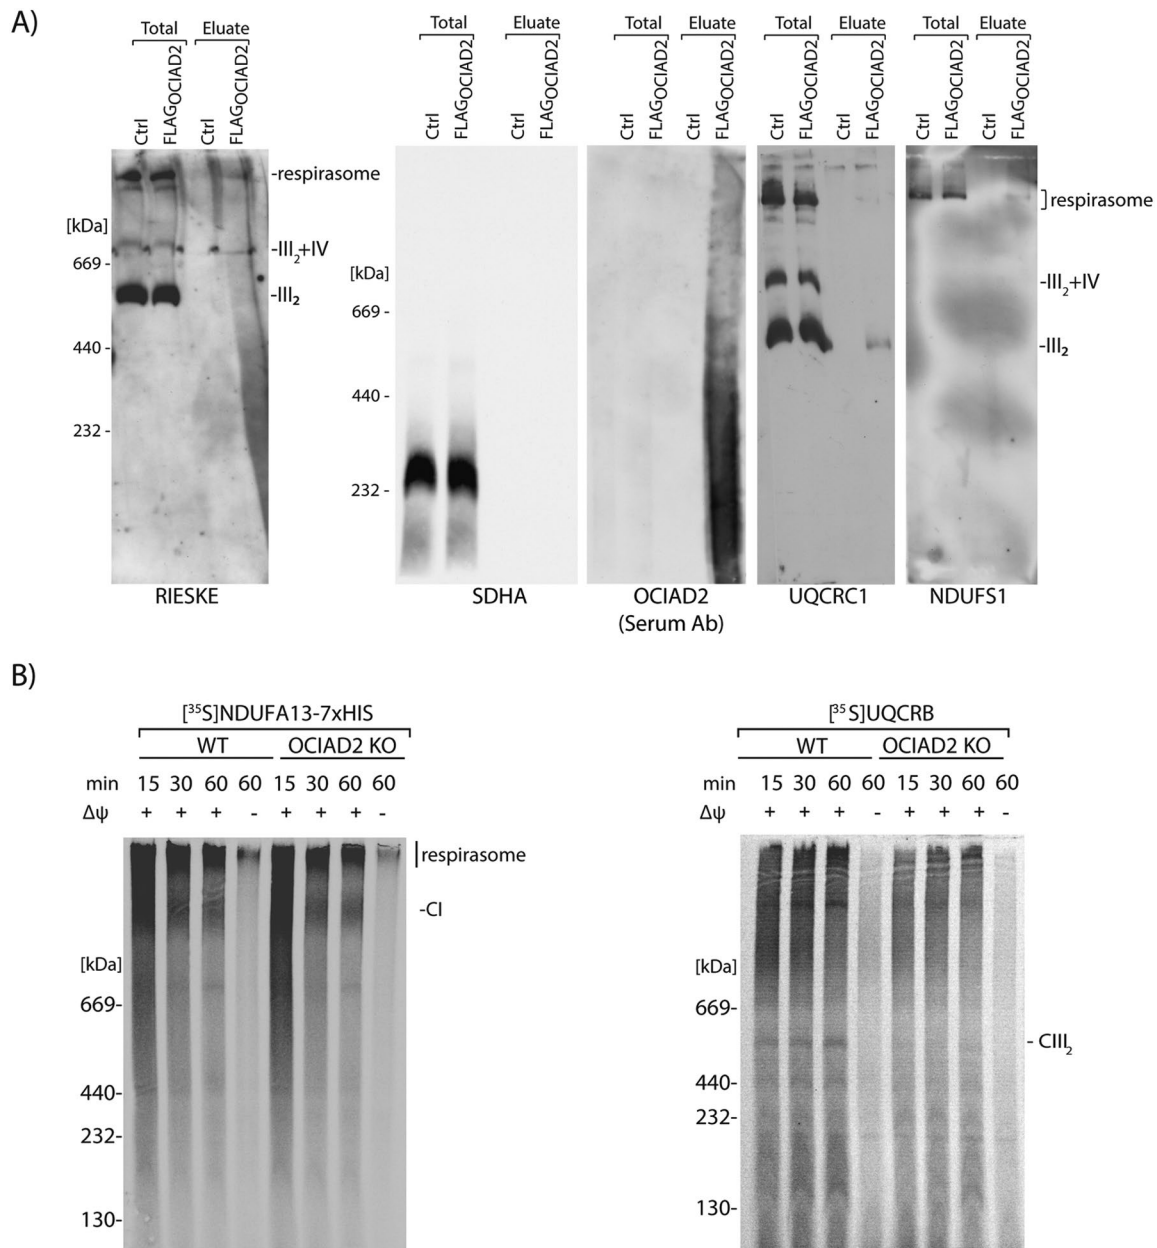 A)
Total Eluate
Ctrl FLAGOCIAD2 Ctrl FLAGOCIAD2
-respirasome
[kDa]
-III2+IV
669 -
-III2
440 -
232 -
RIESKE
Total Eluate Total Eluate Total Eluate Total Eluate
Ctrl FLAGOCIAD2 Ctrl FLAGOCIAD2 Ctrl FLAGOCIAD2 Ctrl FLAGOCIAD2 Ctrl FLAGOCIAD2 Ctrl FLAGOCIAD2 Ctrl FLAGOCIAD2 Ctrl FLAGOCIAD2
respirasome
[kDa]
-III2+IV
669 -
-III2
440 -
232 -
SDHA OCIAD2 UQCRC1 NDUFS1
(Serum Ab)
B)
[35S]NDUFA13-7xHIS
WT OCIAD2 KO
min 15 30 60 60 15 30 60 60
Δψ + + + - + + + -
respirasome
-CI
[kDa]
669-
440-
232-
130-
[35S]UQCRB
WT OCIAD2 KO
min 15 30 60 60 15 30 60 60
Δψ + + + - + + + -
[kDa]
669-
- CIII2
440-
232-
130-